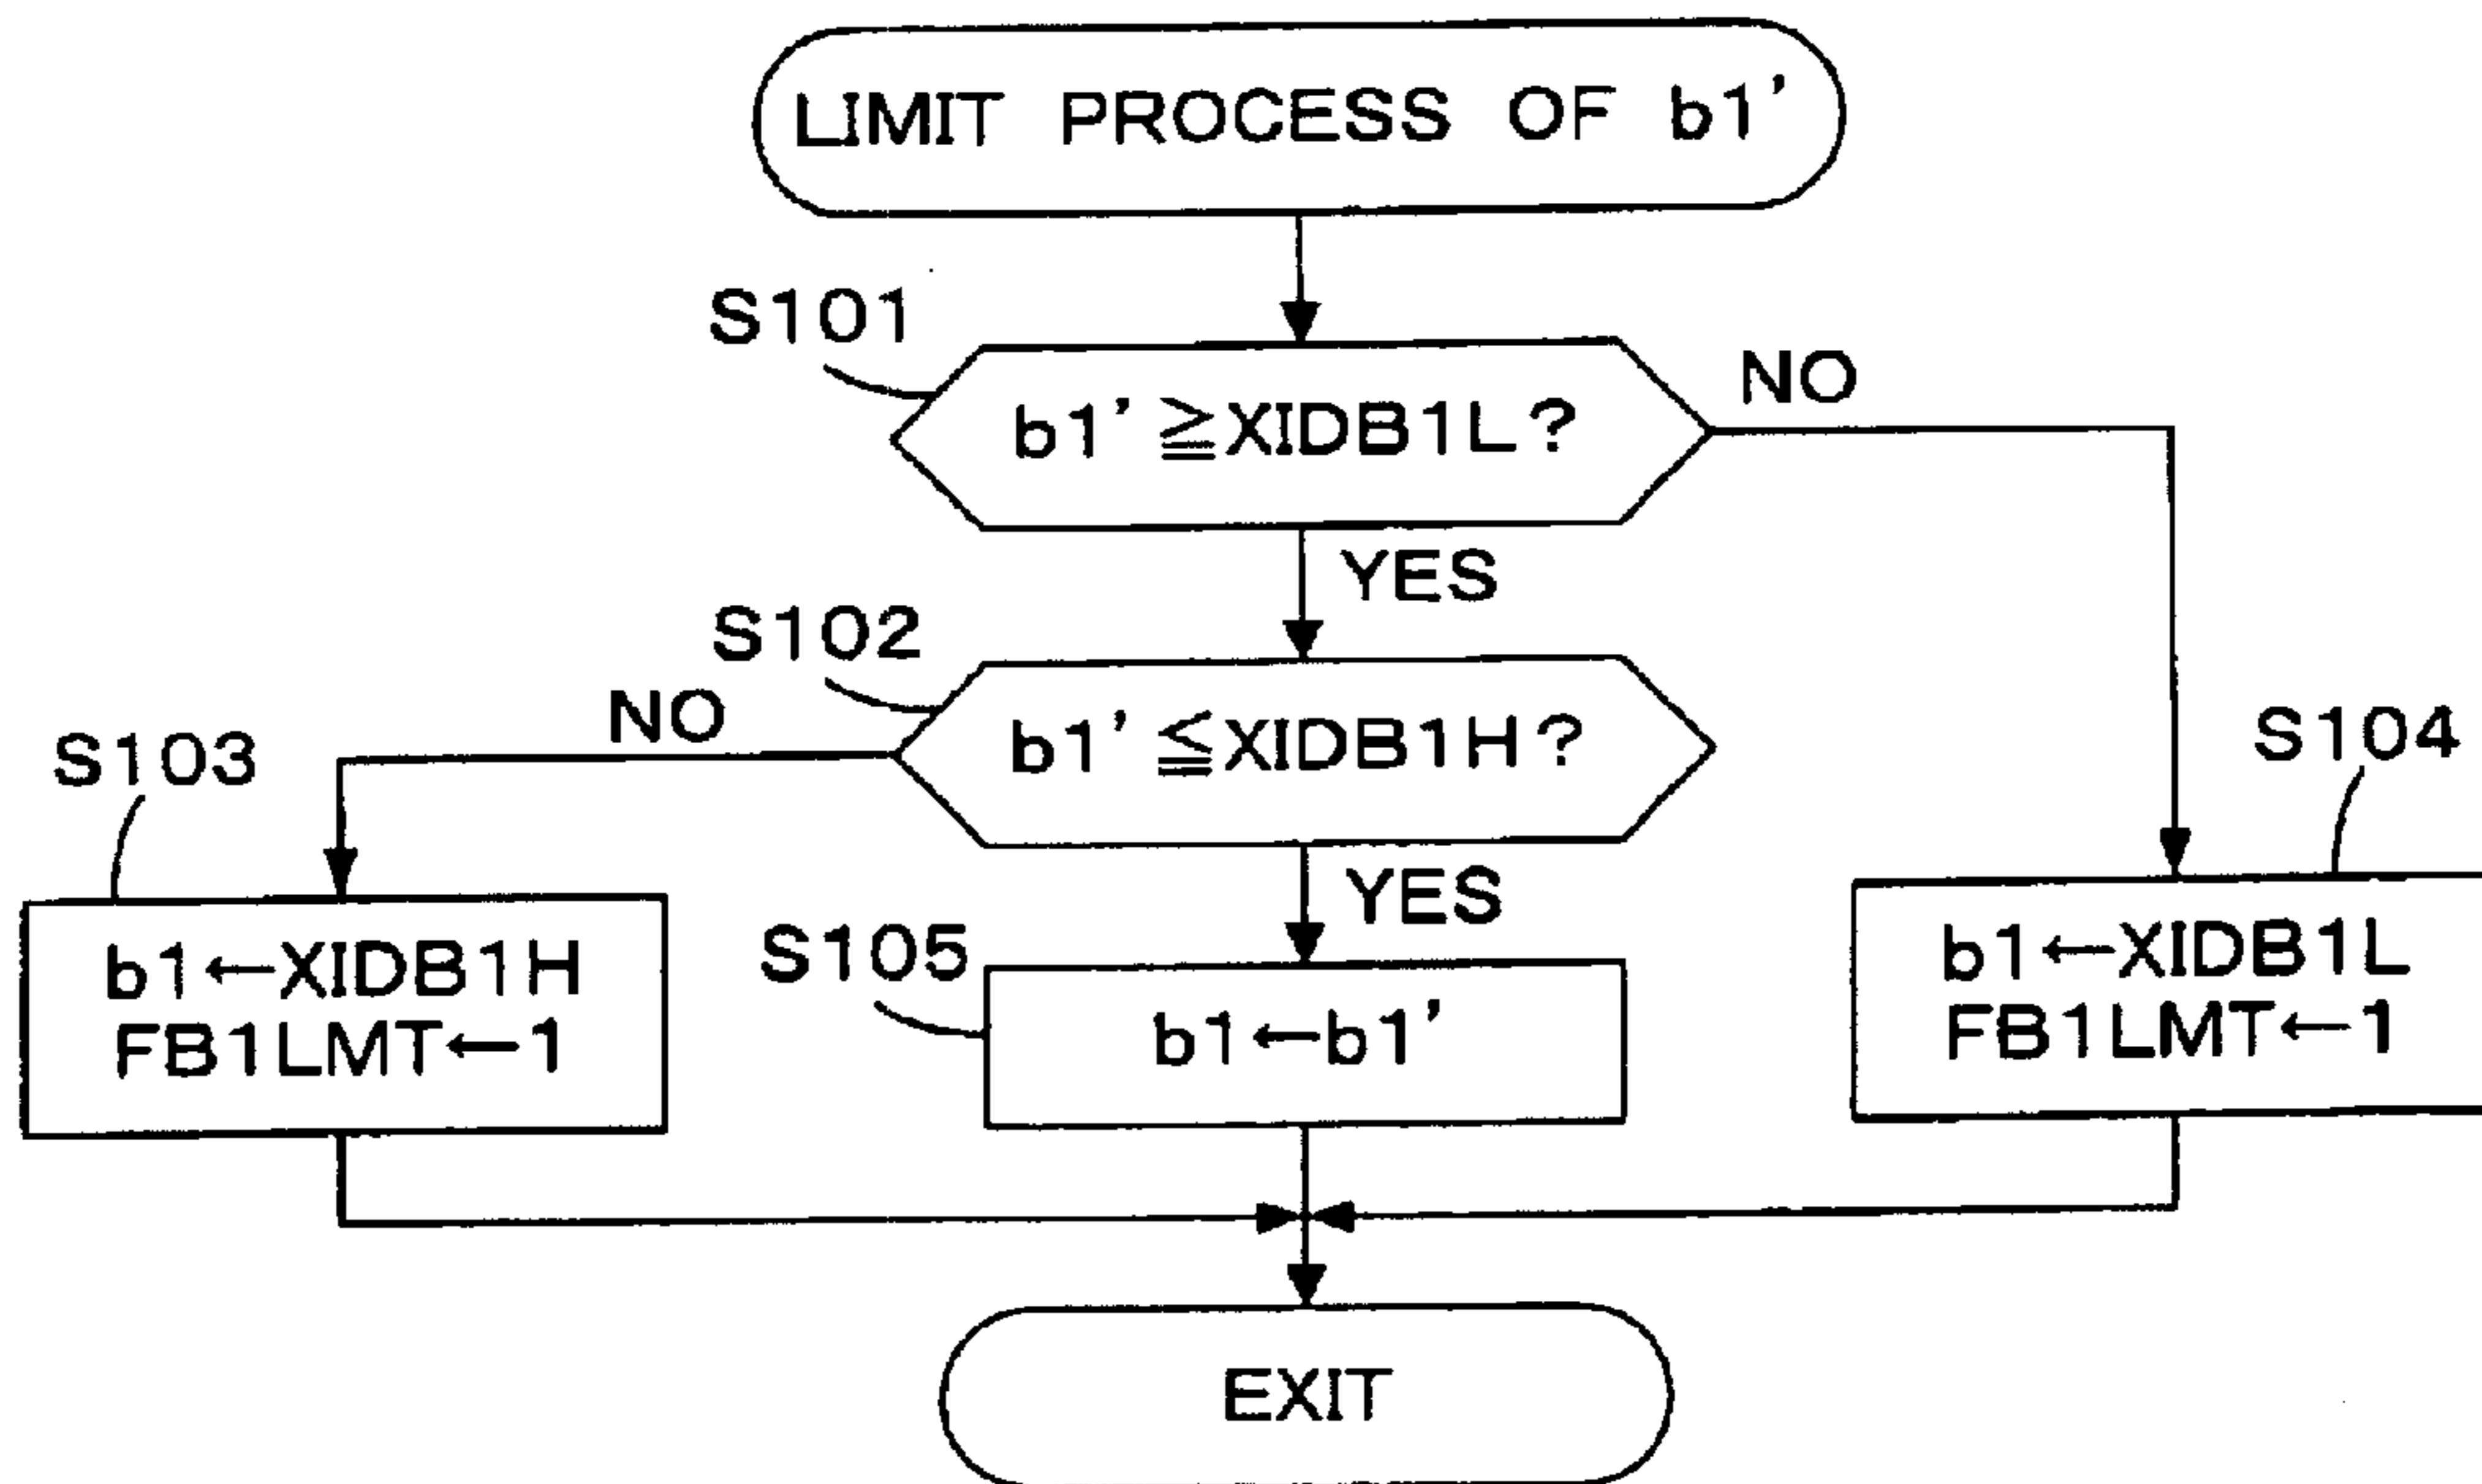 LIMIT PROCESS OF b1'
S101
b1' ≧XIDB1L?
NO
YES
S102
b1' ≦XIDB1H?
NO
YES
S103
b1←XIDB1H
FB1LMT←1
S105
b1←b1'
S104
b1←XIDB1L
FB1LMT←1
EXIT